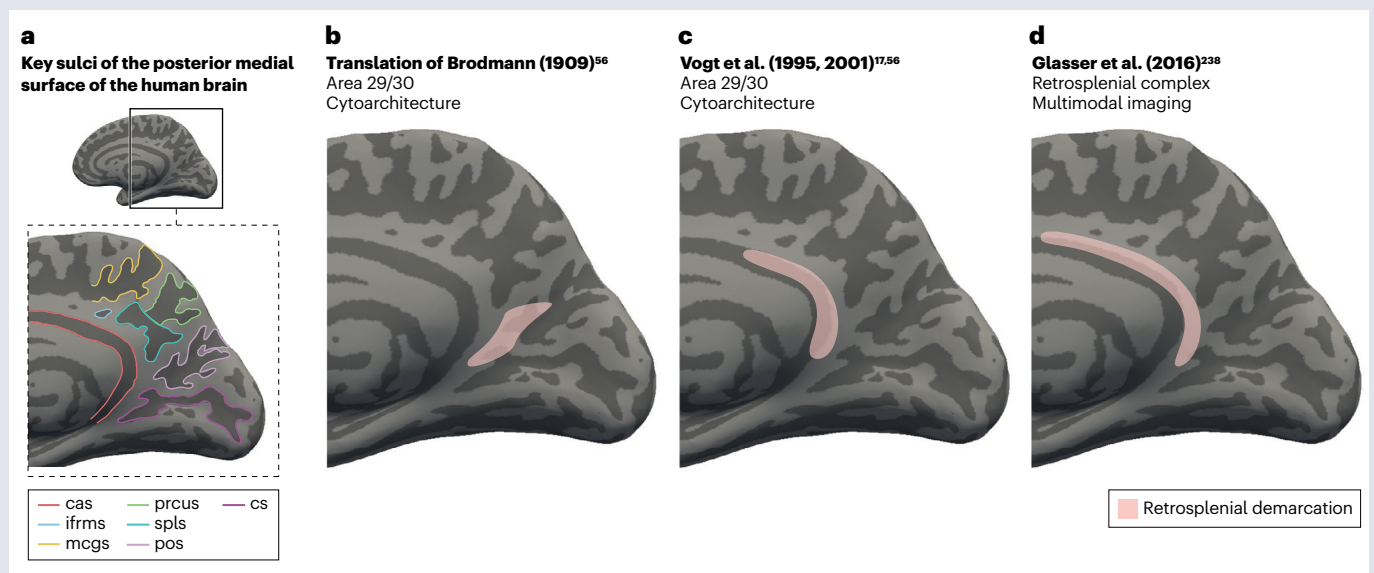 a
Key sulci of the posterior medial
surface of the human brain
cas
ifrms
mcgs
prcus
spls
pos
cs
b
Translation of Brodmann (1909)⁵⁶
Area 29/30
Cytoarchitecture
c
Vogt et al. (1995, 2001)¹⁷,⁵⁶
Area 29/30
Cytoarchitecture
d
Glasser et al. (2016)²³⁸
Retrosplenial complex
Multimodal imaging
Retrosplenial demarcation